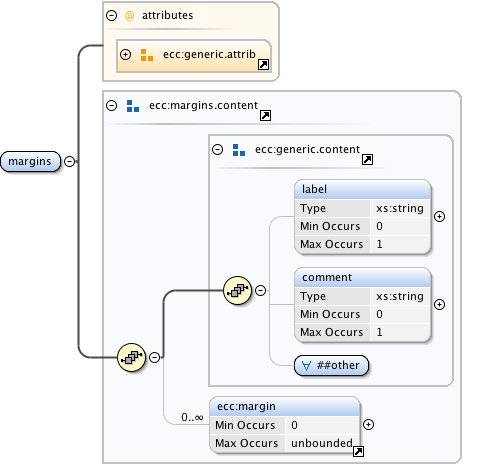 @ attributes
ecc:generic.attrib
ecc:margins.content
margins
ecc:generic.content
label
Type xs:string
Min Occurs 0
Max Occurs 1
comment
Type xs:string
Min Occurs 0
Max Occurs 1
∀ ##other
0..∞
ecc:margin
Min Occurs 0
Max Occurs unbounded